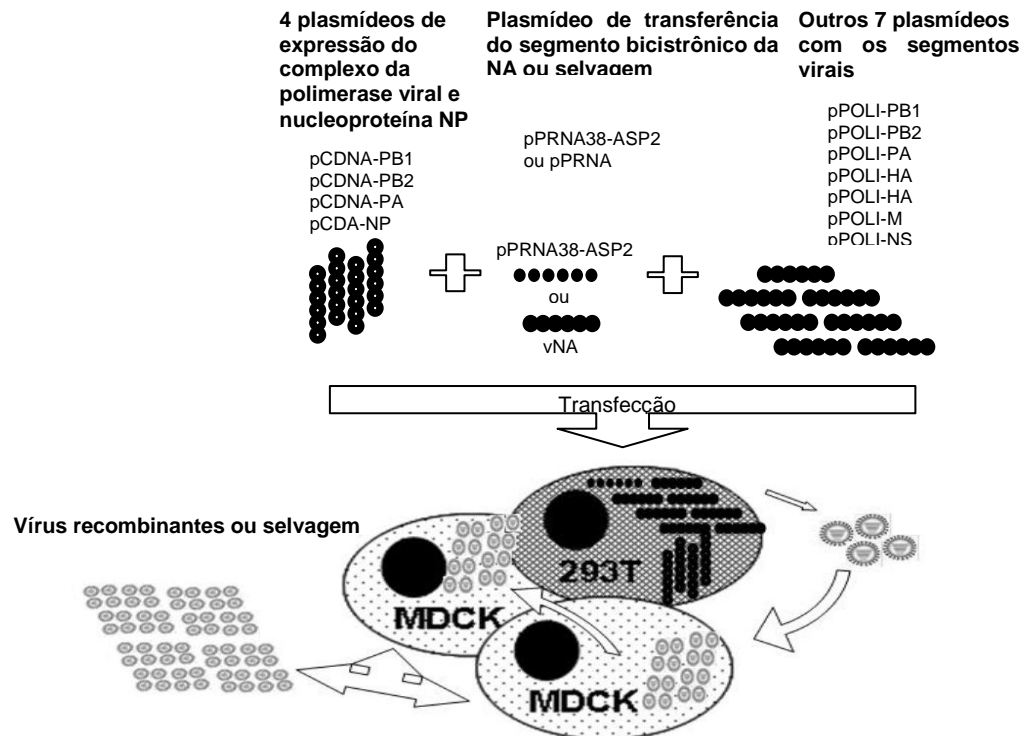 4 plasmídeos de
expressão do
complexo da
polimerase viral e
nucleoproteína NP
pCDNA-PB1
pCDNA-PB2
pCDNA-PA
pCDA-NP
Plasmídeo de transferência
do segmento bicistrônico da
NA ou selvagem
pPRNA38-ASP2
ou pPRNA
pPRNA38-ASP2
ou
vNA
Outros 7 plasmídeos
com os segmentos
virais
pPOLI-PB1
pPOLI-PB2
pPOLI-PA
pPOLI-HA
pPOLI-HA
pPOLI-M
pPOLI-NS
Transfecção
Vírus recombinantes ou selvagem
293T
MDCK
MDCK